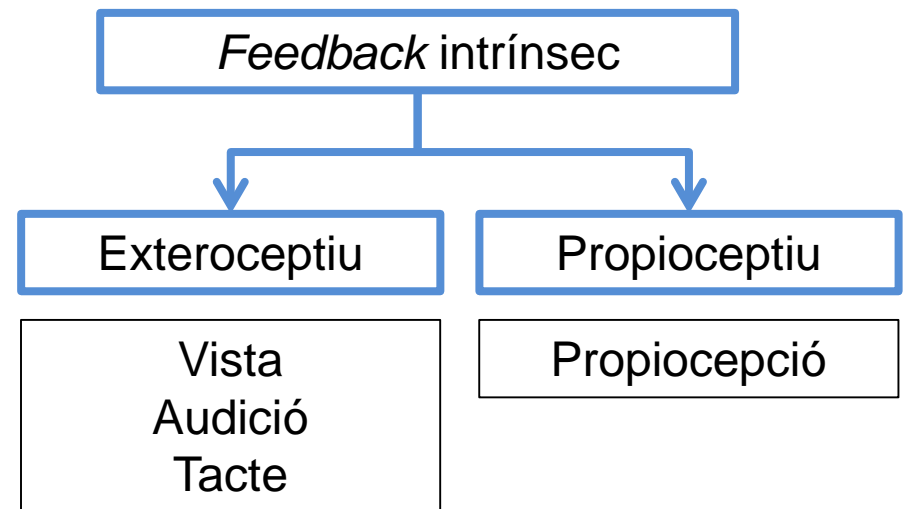 Feedback intrínsec
Exteroceptiu
Propioceptiu
Vista
Audició
Tacte
Propiocepció